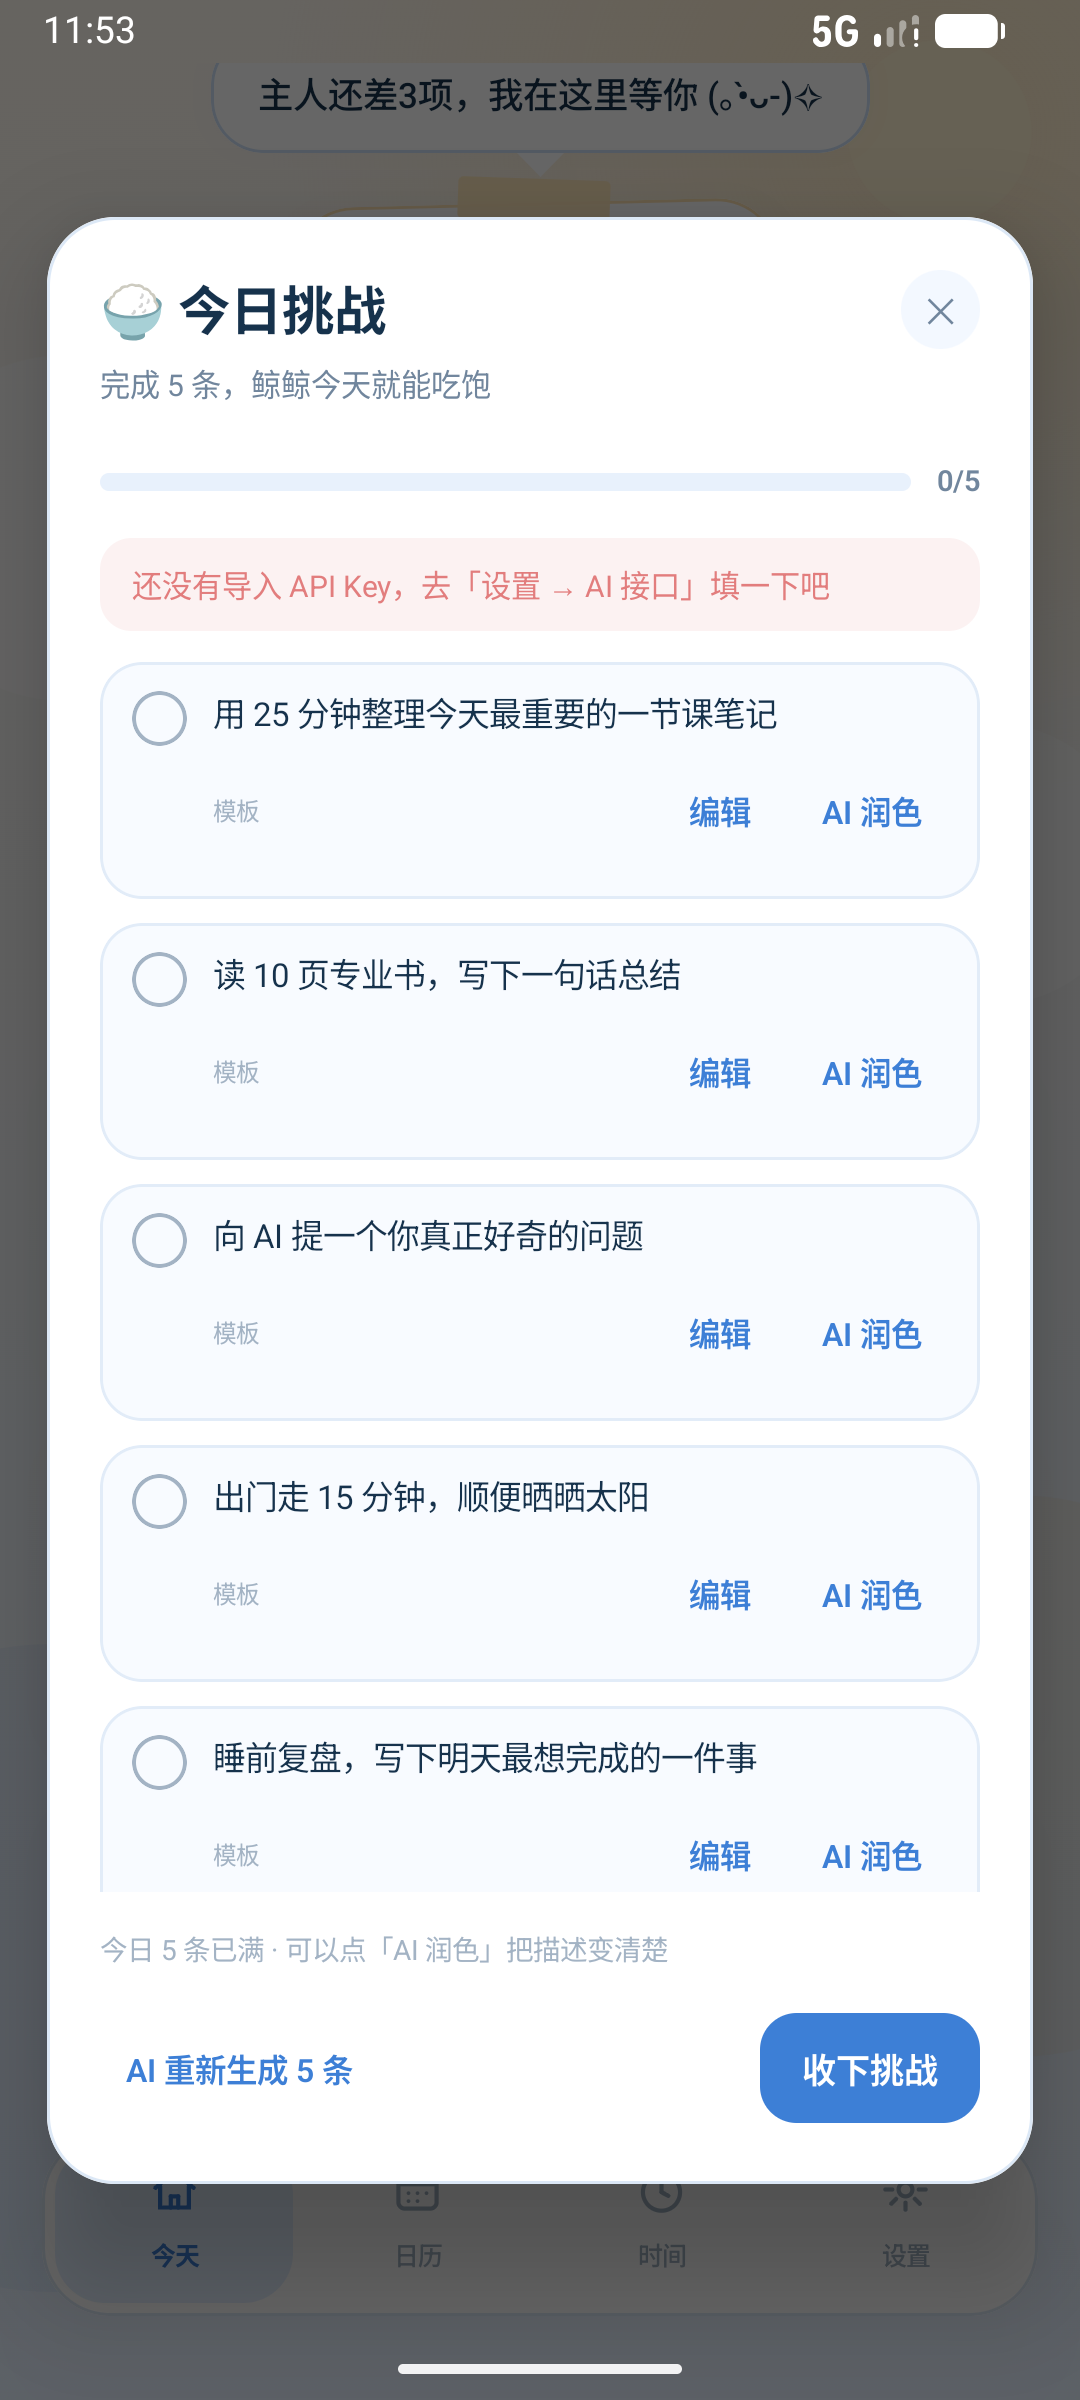 11:53
5G
主人还差3项，我在这里等你 (｡•̀ᴗ-)✧
🍚 今日挑战
完成 5 条，鲸鲸今天就能吃饱
0/5
还没有导入 API Key，去「设置 → AI 接口」填一下吧
用 25 分钟整理今天最重要的一节课笔记
模板 编辑 AI 润色
读 10 页专业书，写下一句话总结
模板 编辑 AI 润色
向 AI 提一个你真正好奇的问题
模板 编辑 AI 润色
出门走 15 分钟，顺便晒晒太阳
模板 编辑 AI 润色
睡前复盘，写下明天最想完成的一件事
模板 编辑 AI 润色
今日 5 条已满 · 可以点「AI 润色」把描述变清楚
AI 重新生成 5 条 收下挑战
今天 日历 时间 设置